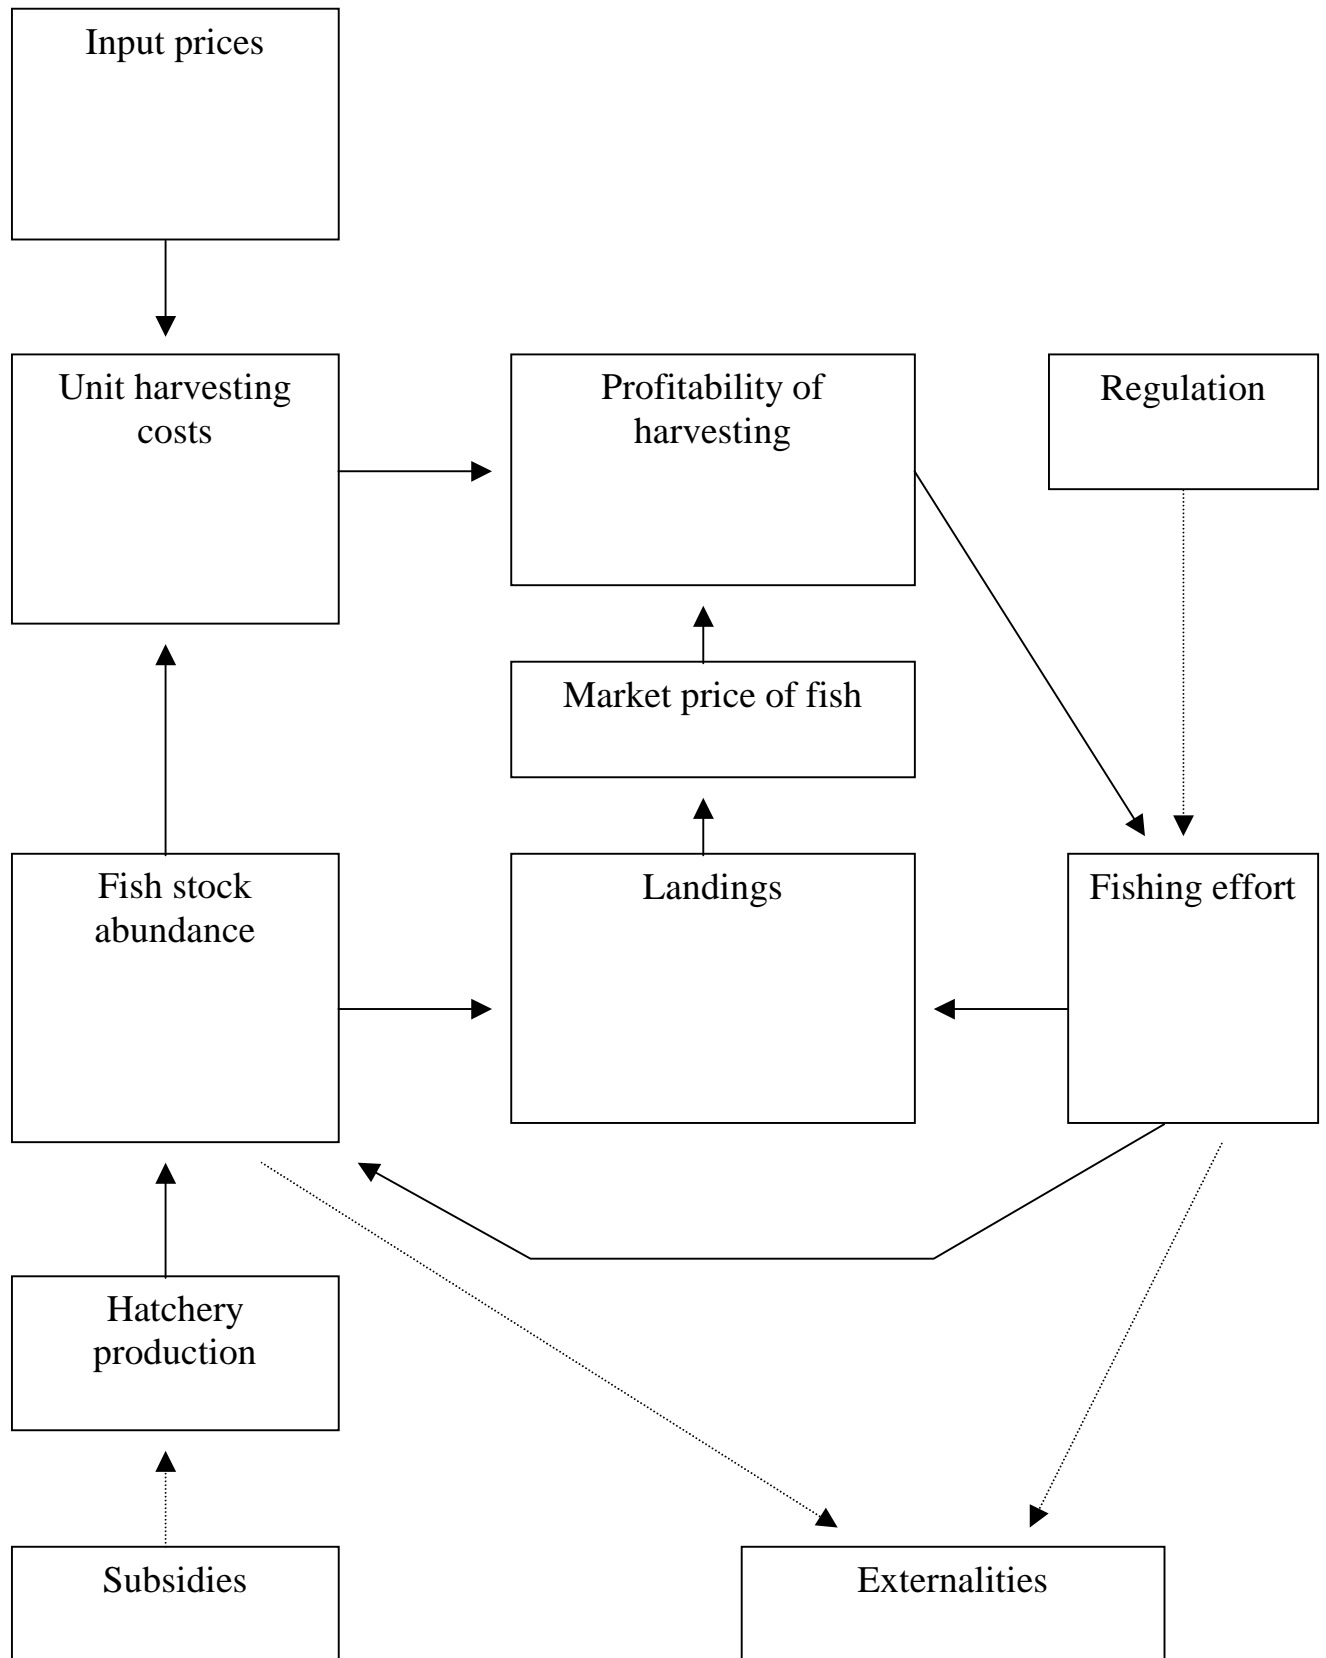 Input prices
Unit harvesting
costs
Profitability of
harvesting
Regulation
Market price of fish
Fish stock
abundance
Landings
Fishing effort
Hatchery
production
Subsidies
Externalities